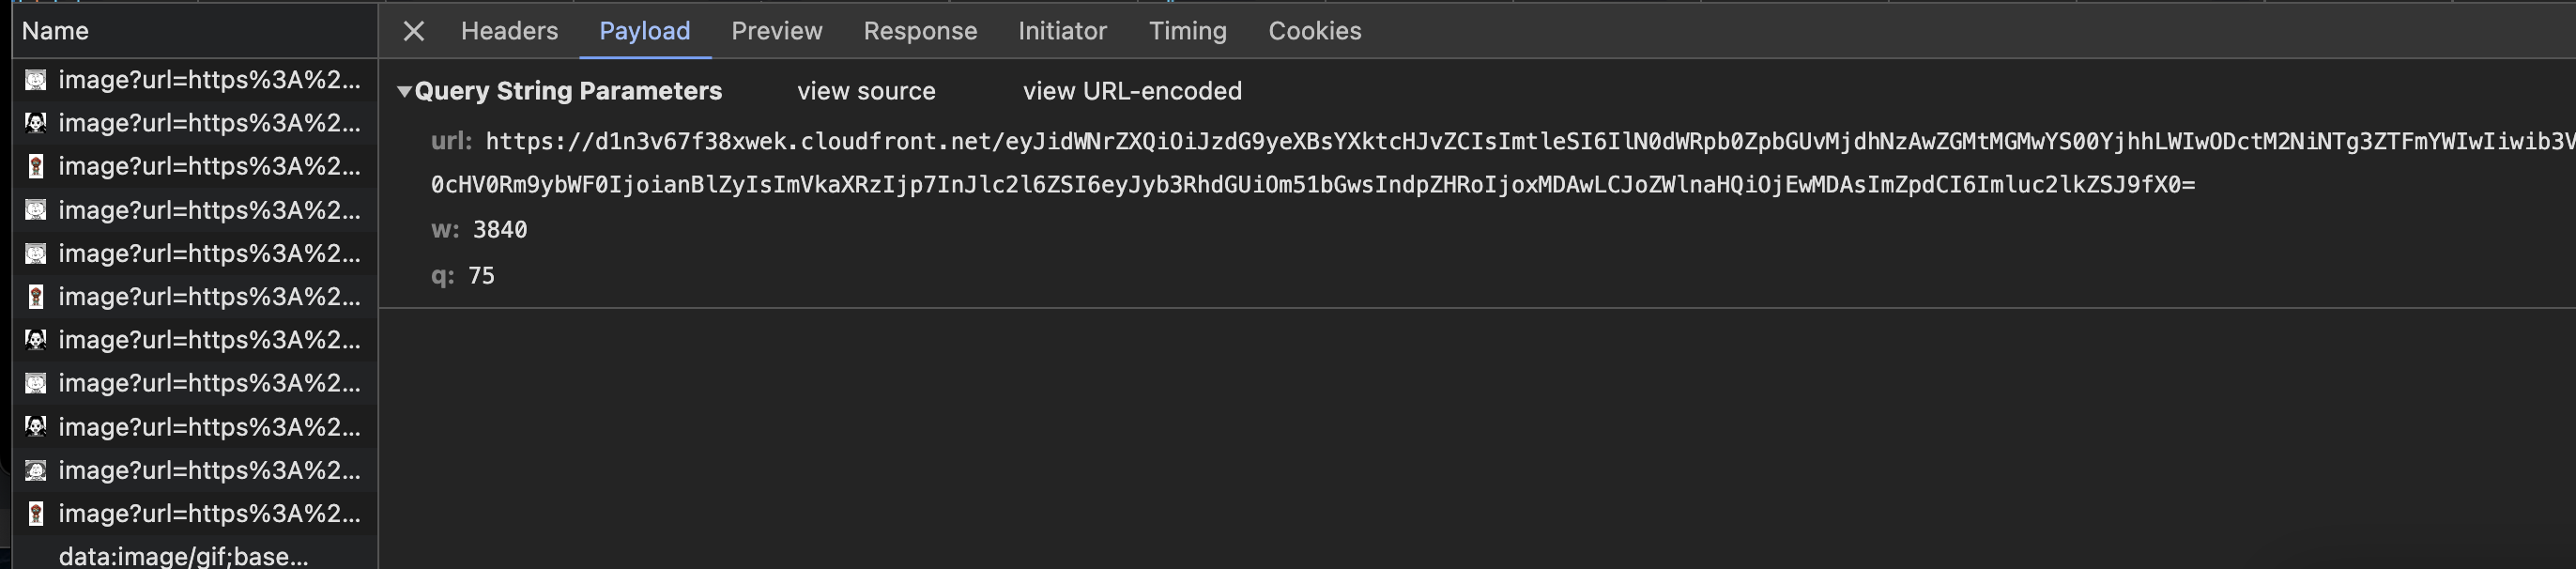 Name
Headers Payload Preview Response Initiator Timing Cookies
image?url=https%3A%2...
image?url=https%3A%2...
image?url=https%3A%2...
image?url=https%3A%2...
image?url=https%3A%2...
image?url=https%3A%2...
image?url=https%3A%2...
image?url=https%3A%2...
image?url=https%3A%2...
image?url=https%3A%2...
image?url=https%3A%2...
data:image/gif;base...
Query String Parameters view source view URL-encoded
url: https://d1n3v67f38xwek.cloudfront.net/eyJidWNrZXQiOiJzdG9yeXBsYXktcHJvZCIsImtleSI6IlN0dWRpb0ZpbGUvMjdhNzAwZGMtMGMwYS00YjhhLWIwODctM2NiNTg3ZTFmYWIwIiwib3V
0cHV0Rm9ybWF0IjoianBlZyIsImVkaXRzIjp7InJlc2l6ZSI6eyJyb3RhdGUiOm51bGwsIndpZHRoIjoxMDAwLCJoZWlnaHQiOjEwMDAsImZpdCI6Imluc2lkZSJ9fX0=
w: 3840
q: 75